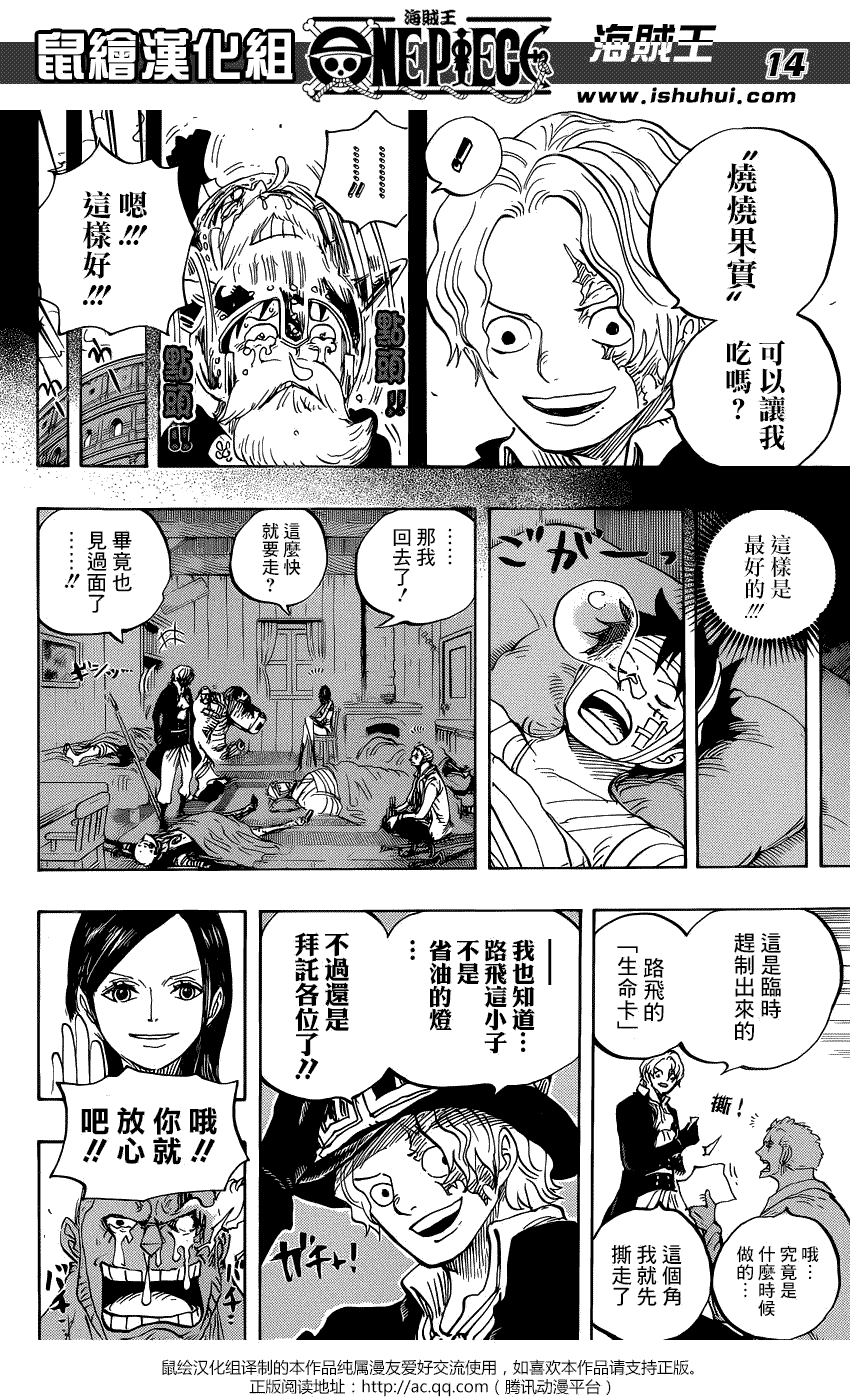 鼠繪漢化組
海賊王
ONE PIECE
海賊王
14
www.ishuhui.com
“燒燒果實”
可以讓我
吃嗎？
！
………!!
點頭!!
點頭!!
嗯!!!
這樣好!!!
這樣是
最好的!!!
ごがーっ
……
那我
回去了！
這麼快
就要走？
畢竟也
見過面了
……!!
ギシッ…
這是臨時
趕制出來的
路飛的
「生命卡」
撕！
哦…
究竟是
什麼時候
做的…
這個角
我就先
撕走了
——
我也知道…
路飛這小子
不是
省油的燈
…
不過還是
拜託各位了!!
ガチャ！
哦!!
你就
放心
吧!!
鼠绘汉化组译制的本作品纯属漫友爱好交流使用，如喜欢本作品请支持正版。
正版阅读地址：http://ac.qq.com（腾讯动漫平台）